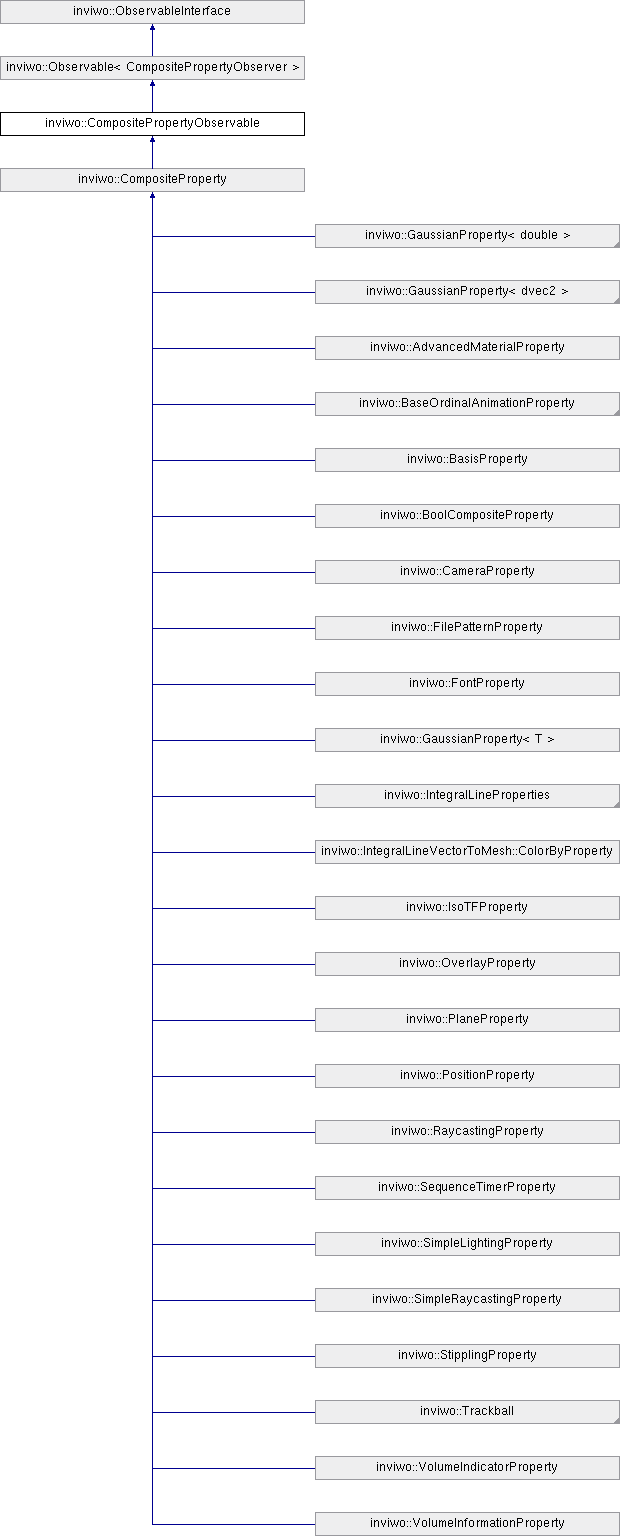 inviwo::ObservableInterface
inviwo::Observable< CompositePropertyObserver >
inviwo::CompositePropertyObservable
inviwo::CompositeProperty
inviwo::GaussianProperty< double >
inviwo::GaussianProperty< dvec2 >
inviwo::AdvancedMaterialProperty
inviwo::BaseOrdinalAnimationProperty
inviwo::BasisProperty
inviwo::BoolCompositeProperty
inviwo::CameraProperty
inviwo::FilePatternProperty
inviwo::FontProperty
inviwo::GaussianProperty< T >
inviwo::IntegralLineProperties
inviwo::IntegralLineVectorToMesh::ColorByProperty
inviwo::IsoTFProperty
inviwo::OverlayProperty
inviwo::PlaneProperty
inviwo::PositionProperty
inviwo::RaycastingProperty
inviwo::SequenceTimerProperty
inviwo::SimpleLightingProperty
inviwo::SimpleRaycastingProperty
inviwo::StipplingProperty
inviwo::Trackball
inviwo::VolumeIndicatorProperty
inviwo::VolumeInformationProperty